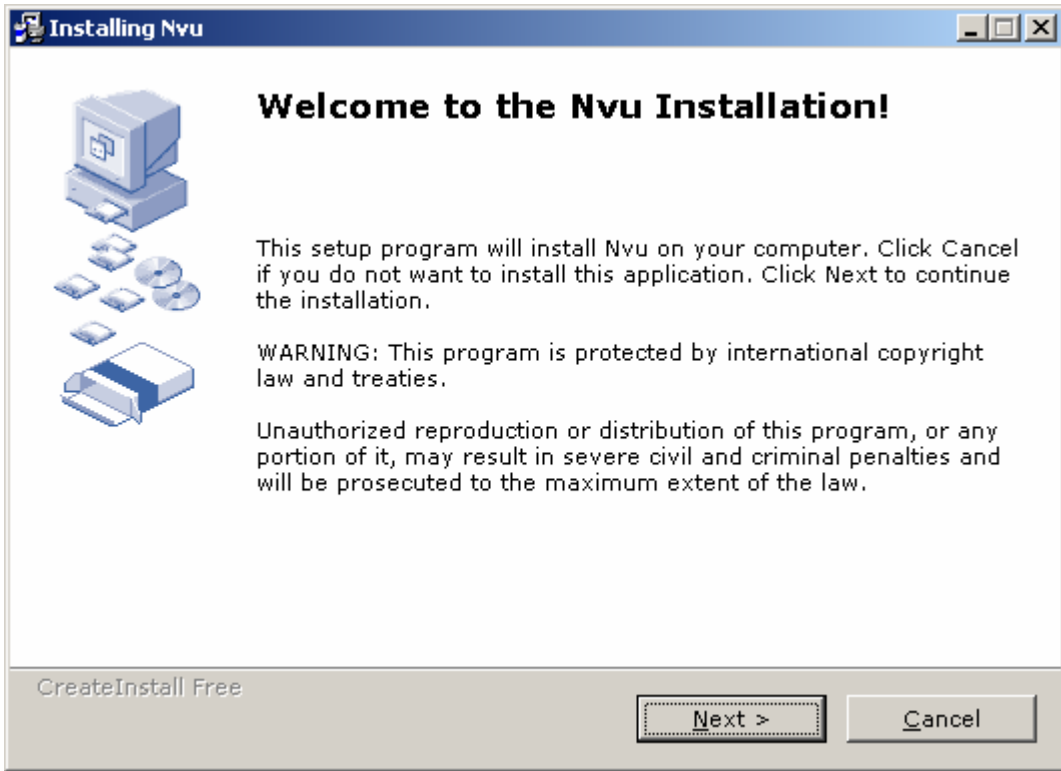 Installing Nvu
Welcome to the Nvu Installation!
This setup program will install Nvu on your computer. Click Cancel
if you do not want to install this application. Click Next to continue
the installation.
WARNING: This program is protected by international copyright
law and treaties.
Unauthorized reproduction or distribution of this program, or any
portion of it, may result in severe civil and criminal penalties and
will be prosecuted to the maximum extent of the law.
CreateInstall Free
Next >
Cancel